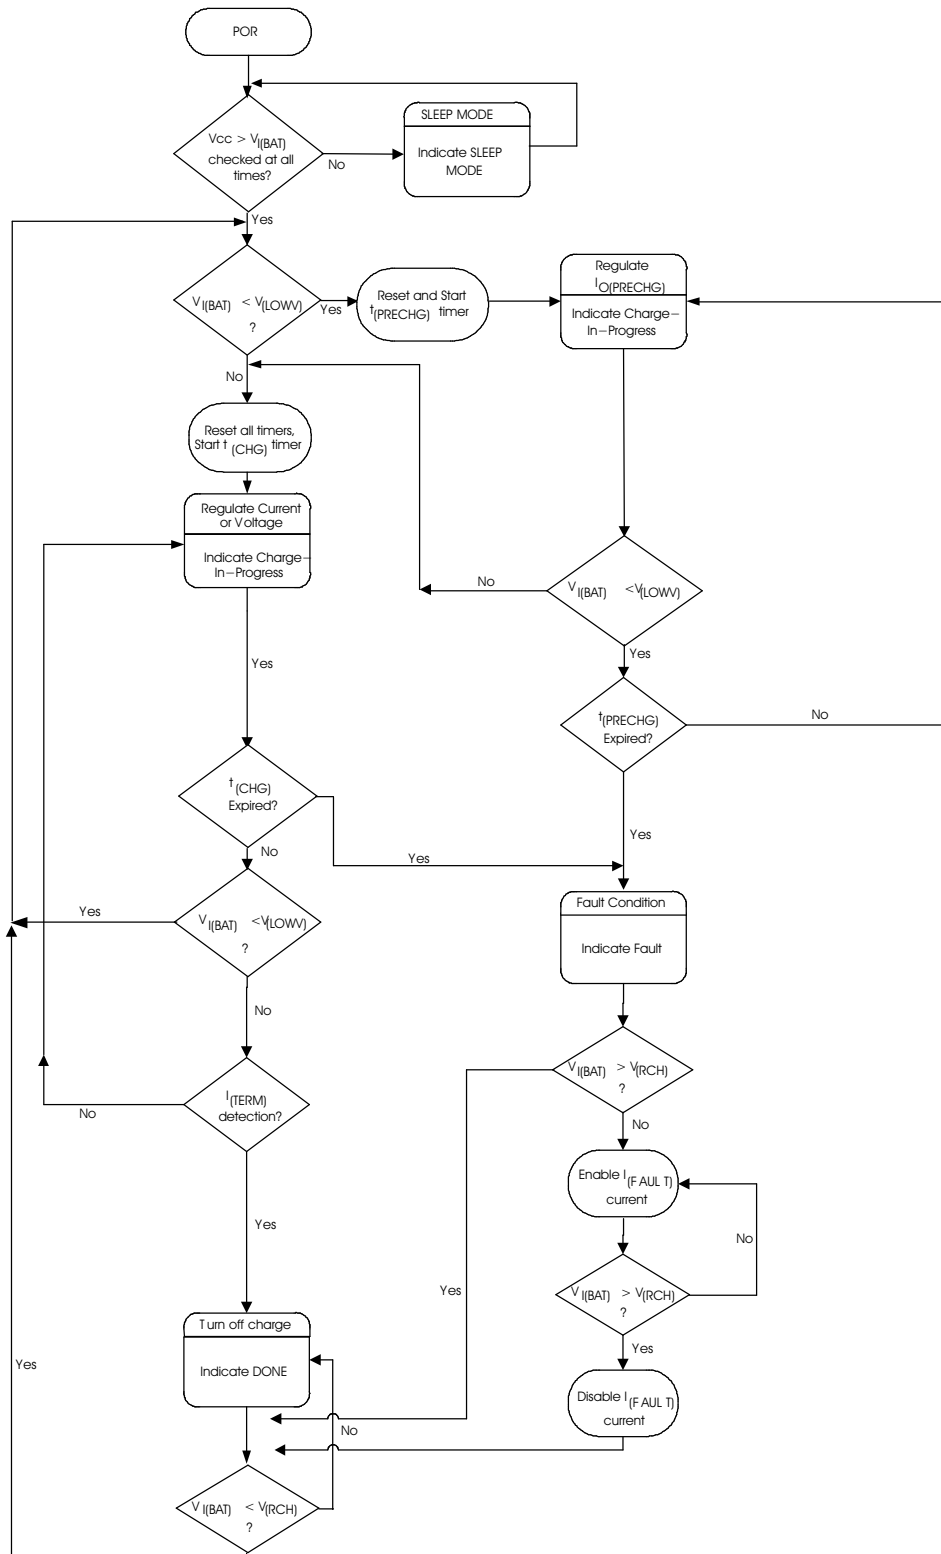 POR
Vcc > VI(BAT)
checked at all
times?
No
SLEEP MODE
Indicate SLEEP
MODE
Yes
VI(BAT) < V(LOWV)
?
Yes
Reset and Start
t(PRECHG) timer
Regulate
IO(PRECHG)
Indicate Charge−
In−Progress
No
Reset all timers,
Start t (CHG) timer
Regulate Current
or Voltage
Indicate Charge−
In−Progress
No
VI(BAT) <V(LOWV)
Yes
Yes
t(PRECHG)
Expired?
No
t(CHG)
Expired?
Yes
No
Yes
VI(BAT) <V(LOWV)
?
Yes
Fault Condition
Indicate Fault
No
VI(BAT) > V(RCH)
?
I(TERM)
detection?
No
No
Enable I(FAULT)
current
Yes
No
Yes
VI(BAT) > V(RCH)
?
Turn off charge
Yes
Yes
Indicate DONE
Disable I(FAULT)
current
No
VI(BAT) < V(RCH)
?